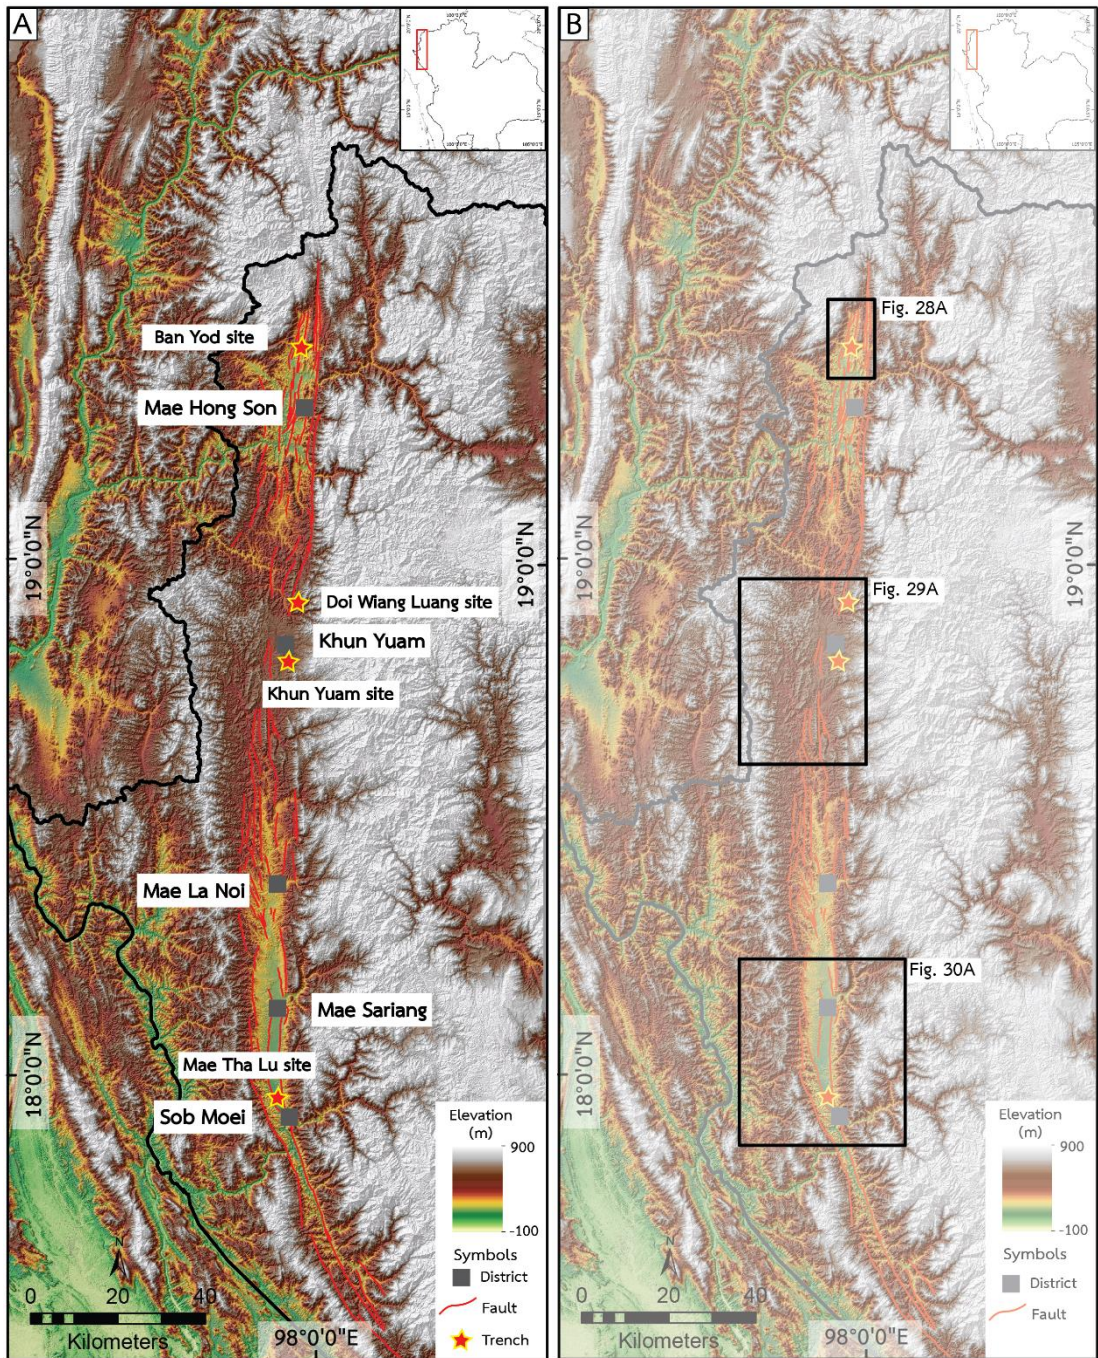 A
Ban Yod site
Mae Hong Son
19°0'0"N
19°0'0"N
Doi Wiang Luang site
Khun Yuam
Khun Yuam site
Mae La Noi
Mae Sariang
18°0'0"N
Mae Tha Lu site
Sob Moei
Elevation
(m)
900
-100
Symbols
District
Fault
Trench
N
0 20 40
Kilometers
98°0'0"E
B
Fig. 28A
19°0'0"N
19°0'0"N
Fig. 29A
Fig. 30A
18°0'0"N
Elevation
(m)
900
-100
Symbols
District
Fault
N
0 20 40
Kilometers
98°0'0"E